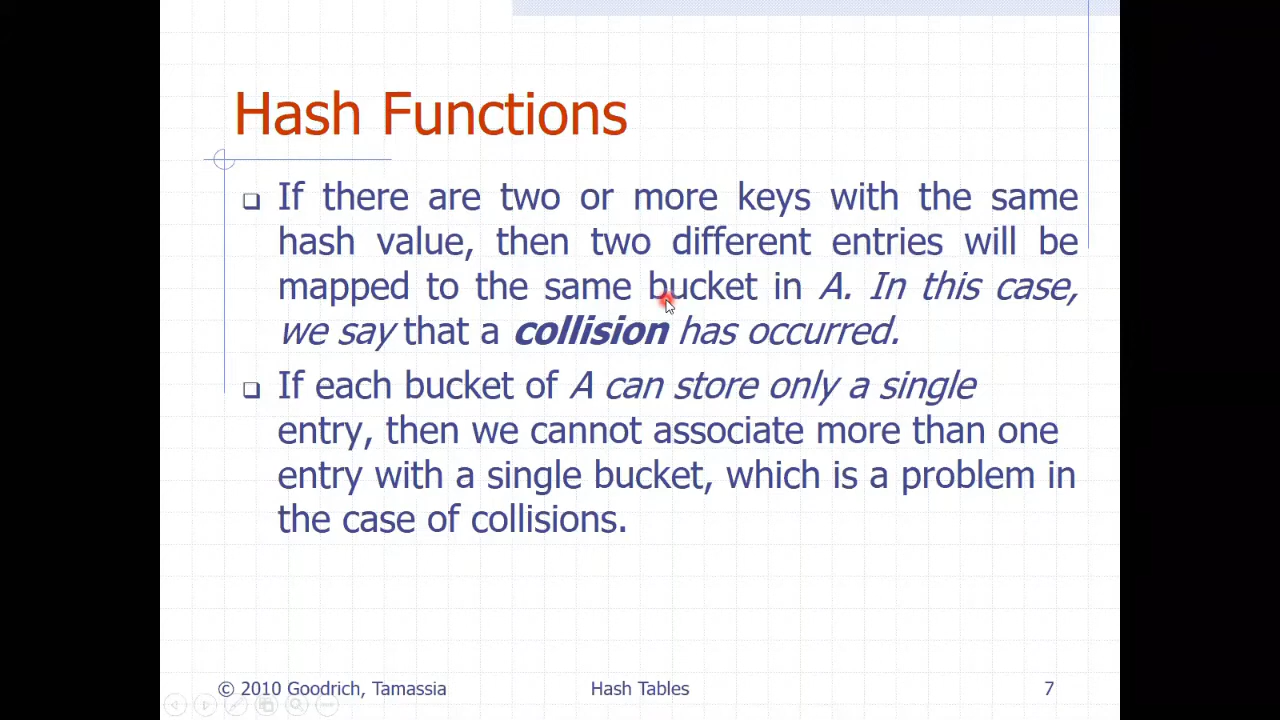 Hash Functions
If there are two or more keys with the same
hash value, then two different entries will be
mapped to the same bucket in A. In this case,
we say that a collision has occurred.
If each bucket of A can store only a single
entry, then we cannot associate more than one
entry with a single bucket, which is a problem in
the case of collisions.
© 2010 Goodrich, Tamassia
Hash Tables
7